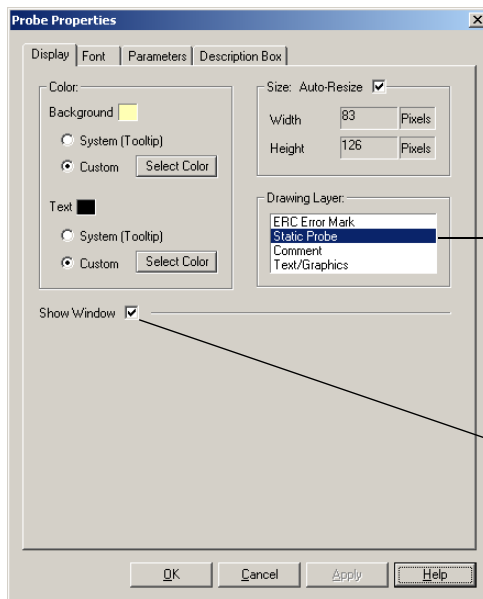 Probe Properties
Display Font Parameters Description Box
Color:
Background
System (Tooltip)
Custom Select Color
Text
System (Tooltip)
Custom Select Color
Size: Auto-Resize
Width 83 Pixels
Height 126 Pixels
Drawing Layer:
ERC Error Mark
Static Probe
Comment
Text/Graphics
Show Window
OK Cancel Apply Help